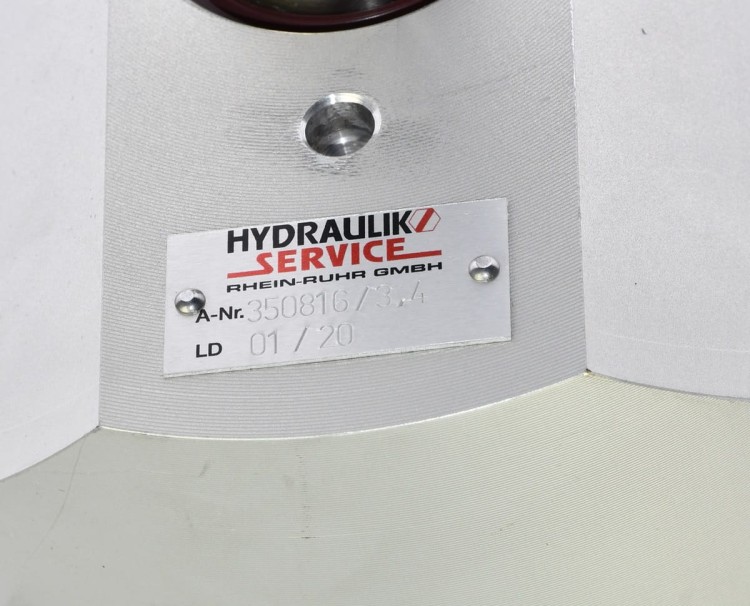 HYDRAULIK
SERVICE
RHEIN-RUHR GMBH
A-Nr. 350816/3.4
LD 01/20